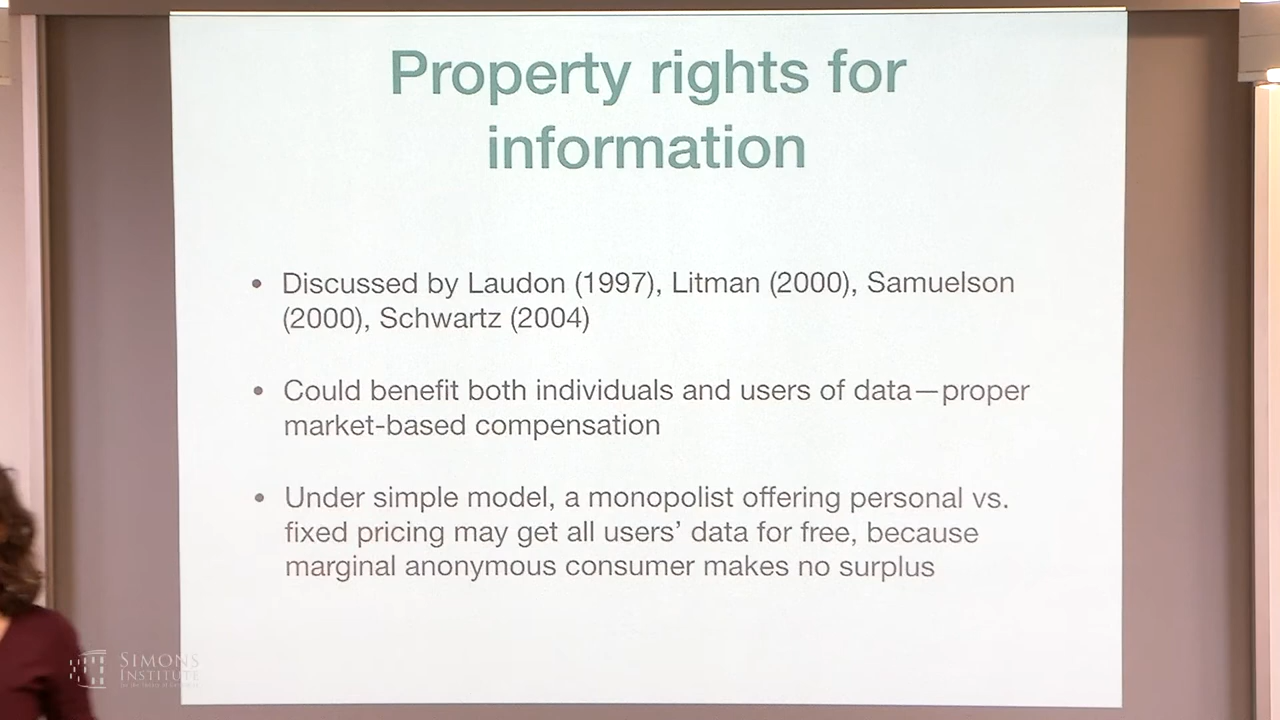 Property rights for
information
• Discussed by Laudon (1997), Litman (2000), Samuelson
(2000), Schwartz (2004)
• Could benefit both individuals and users of data—proper
market-based compensation
• Under simple model, a monopolist offering personal vs.
fixed pricing may get all users’ data for free, because
marginal anonymous consumer makes no surplus
SIMONS
INSTITUTE